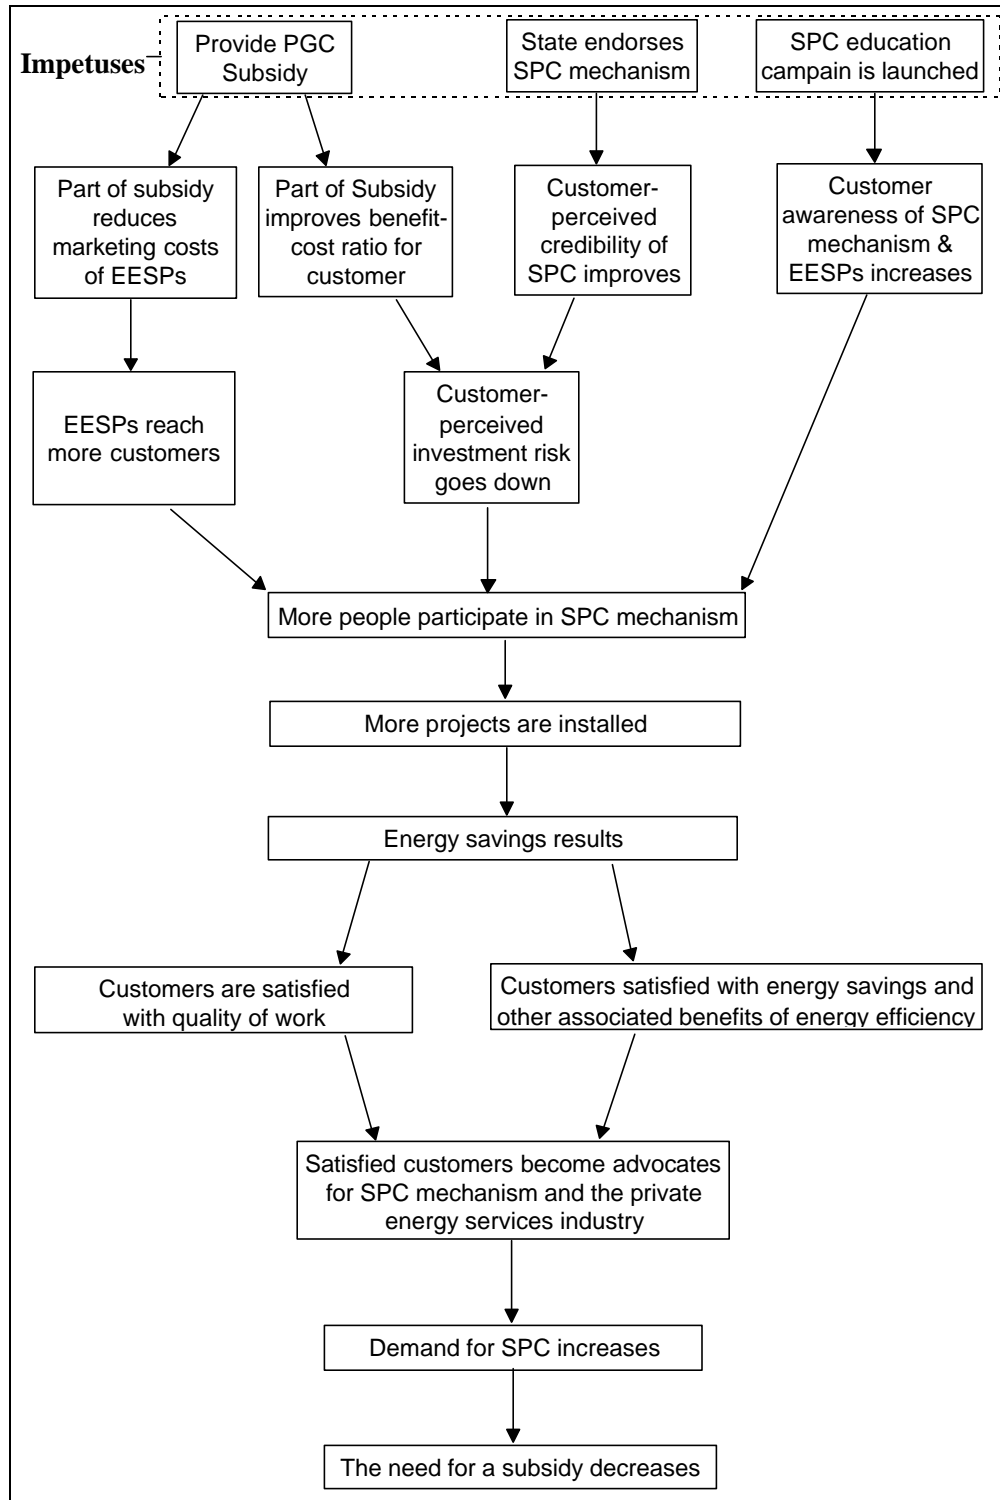 Impetuses
Provide PGC
Subsidy
State endorses
SPC mechanism
SPC education
campain is launched
Part of subsidy
reduces
marketing costs
of EESPs
Part of Subsidy
improves benefit-
cost ratio for
customer
Customer-
perceived
credibility of
SPC improves
Customer
awareness of SPC
mechanism &
EESPs increases
EESPs reach
more customers
Customer-
perceived
investment risk
goes down
More people participate in SPC mechanism
More projects are installed
Energy savings results
Customers are satisfied
with quality of work
Customers satisfied with energy savings and
other associated benefits of energy efficiency
Satisfied customers become advocates
for SPC mechanism and the private
energy services industry
Demand for SPC increases
The need for a subsidy decreases